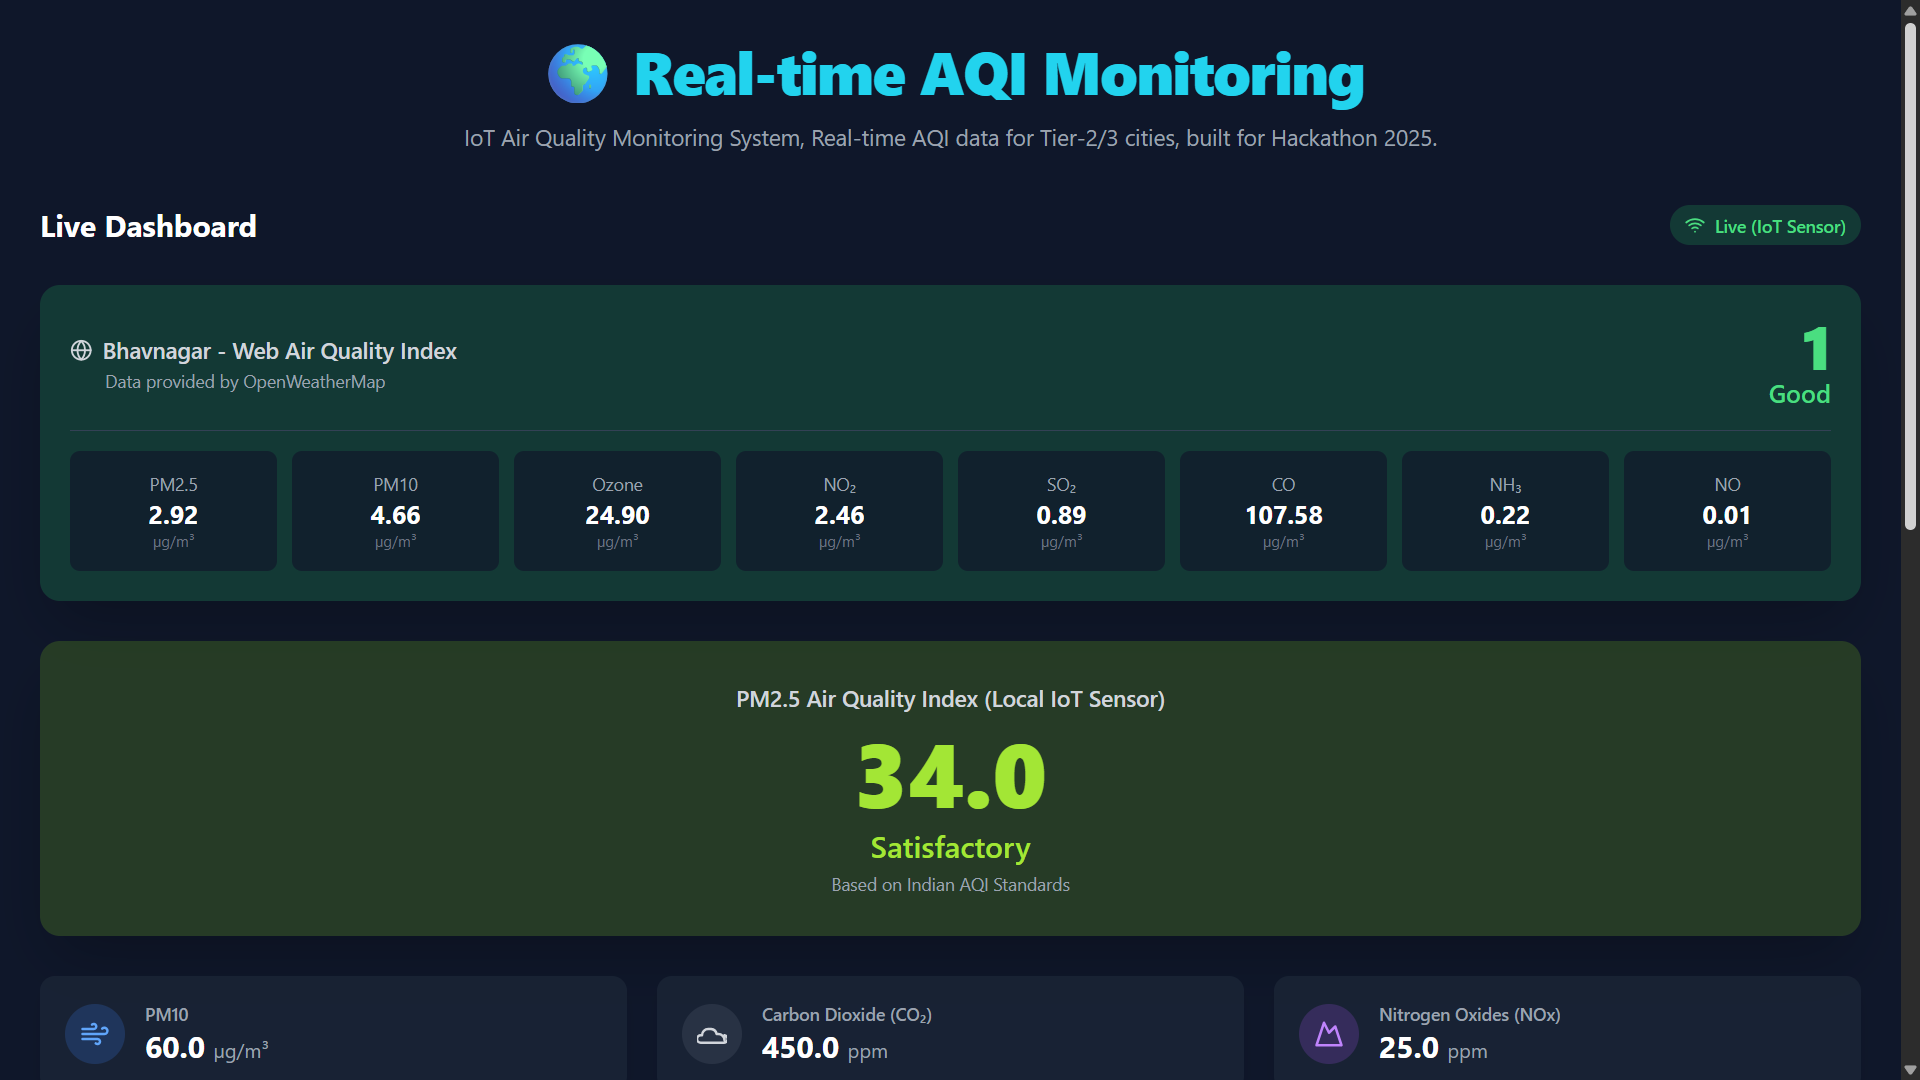 Real-time AQI Monitoring
IoT Air Quality Monitoring System, Real-time AQI data for Tier-2/3 cities, built for Hackathon 2025.
Live Dashboard
Live (IoT Sensor)
Bhavnagar - Web Air Quality Index
Data provided by OpenWeatherMap
1
Good
PM2.5
2.92
µg/m³
PM10
4.66
µg/m³
Ozone
24.90
µg/m³
NO₂
2.46
µg/m³
SO₂
0.89
µg/m³
CO
107.58
µg/m³
NH₃
0.22
µg/m³
NO
0.01
µg/m³
PM2.5 Air Quality Index (Local IoT Sensor)
34.0
Satisfactory
Based on Indian AQI Standards
PM10
60.0 µg/m³
Carbon Dioxide (CO₂)
450.0 ppm
Nitrogen Oxides (NOx)
25.0 ppm